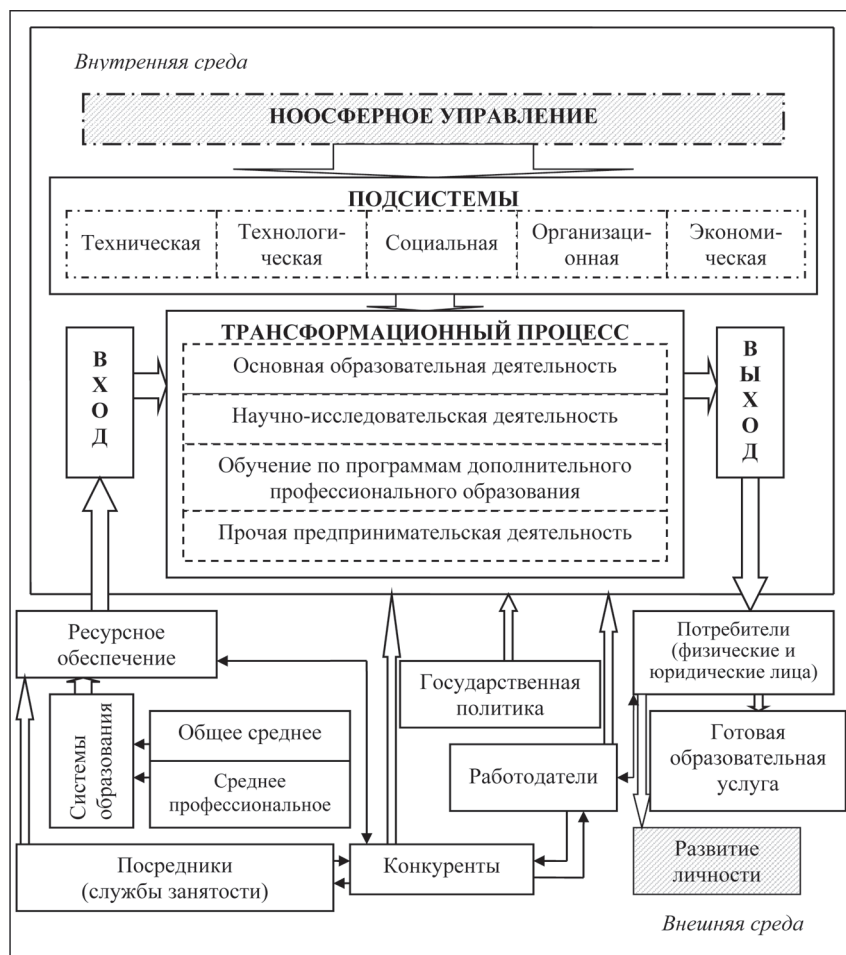 Внутренняя среда
НООСФЕРНОЕ УПРАВЛЕНИЕ
ПОДСИСТЕМЫ
Техническая
Технологи-
ческая
Социальная
Организаци-
онная
Экономи-
ческая
ТРАНСФОРМАЦИОННЫЙ ПРОЦЕСС
ВХОД
Основная образовательная деятельность
Научно-исследовательская деятельность
Обучение по программам дополнительного
профессионального образования
Прочая предпринимательская деятельность
ВЫХОД
Ресурсное
обеспечение
Системы
образования
Общее среднее
Среднее
профессиональное
Государственная
политика
Работодатели
Потребители
(физические и
юридические лица)
Готовая
образовательная
услуга
Посредники
(службы занятости)
Конкуренты
Развитие
личности
Внешняя среда